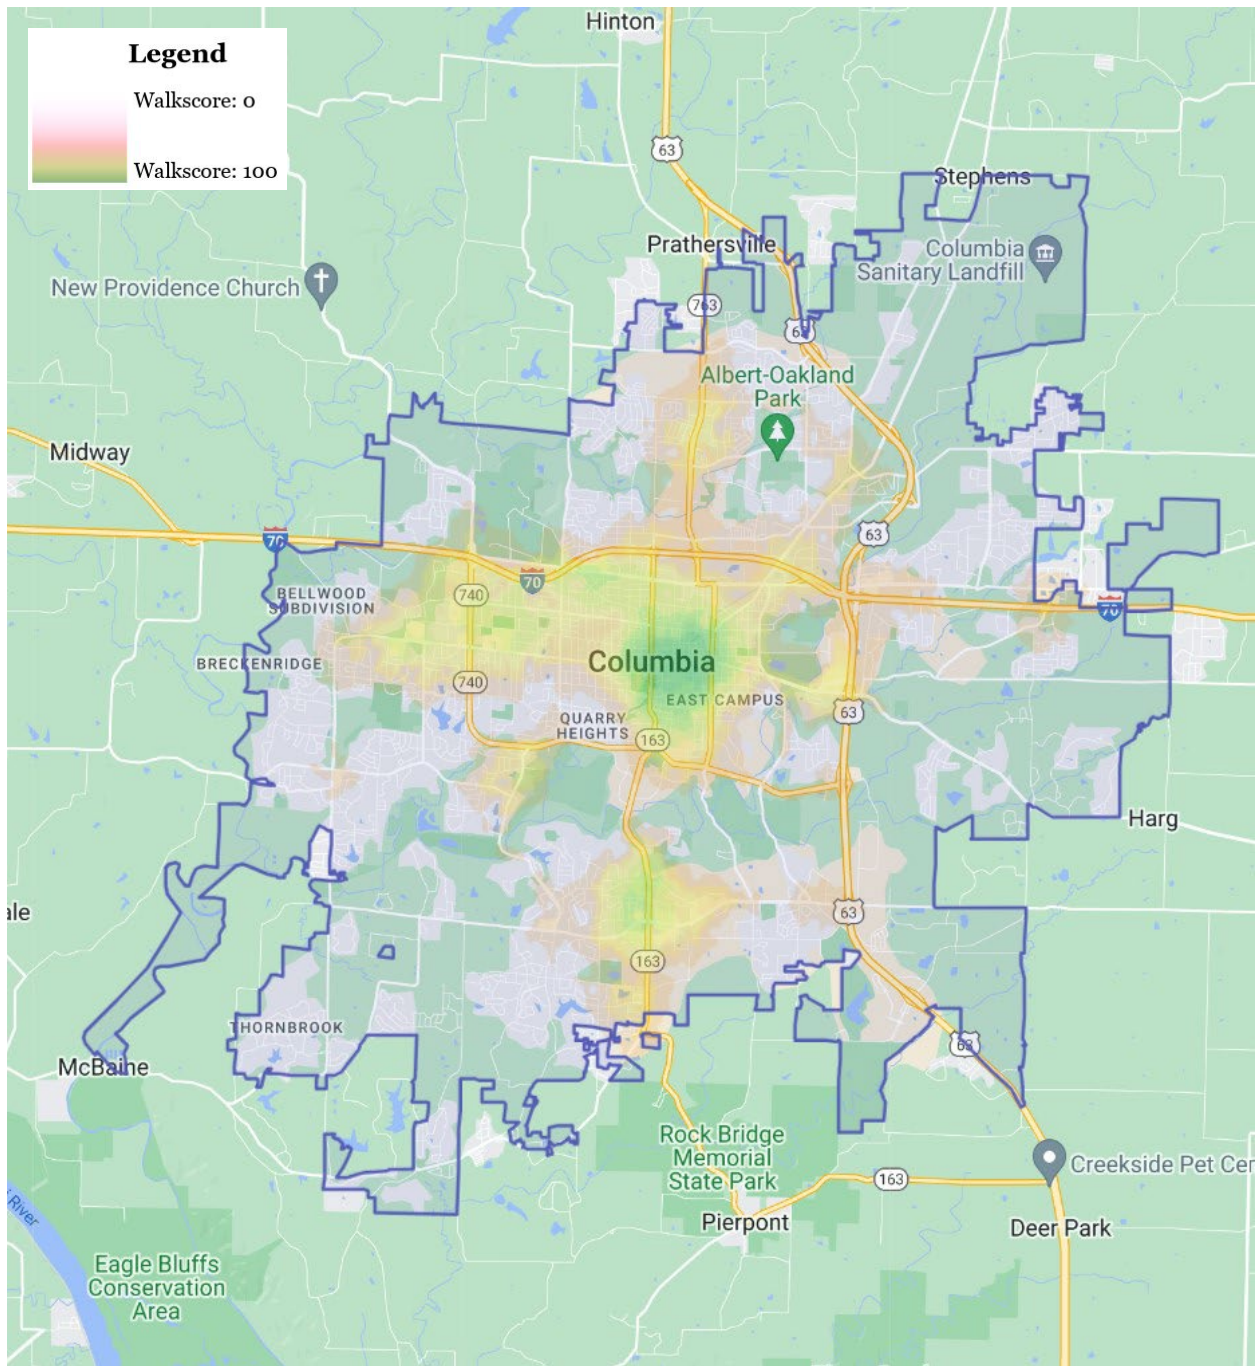 Hinton
Legend
Walkscore: 0
Walkscore: 100
63
Stephens
Prathersville
Columbia
Sanitary Landfill
New Providence Church
763
63
Albert-Oakland
Park
Midway
70
63
70
740
BELLWOOD
SUBDIVISION
70
Columbia
BRECKENRIDGE
740
EAST CAMPUS
63
QUARRY
HEIGHTS
163
Harg
ale
63
163
THORNBROOK
63
McBaine
Rock Bridge
Memorial
State Park
Creekside Pet Cer
163
Pierpont
Deer Park
River
Eagle Bluffs
Conservation
Area